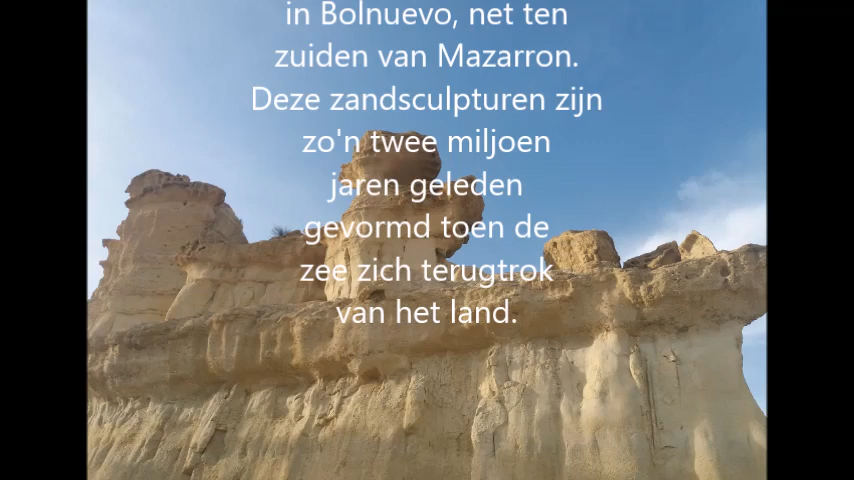 in Bolnuevo, net ten
zuiden van Mazarron.
Deze zandsculpturen zijn
zo'n twee miljoen
jaren geleden
gevormd toen de
zee zich terugtrok
van het land.